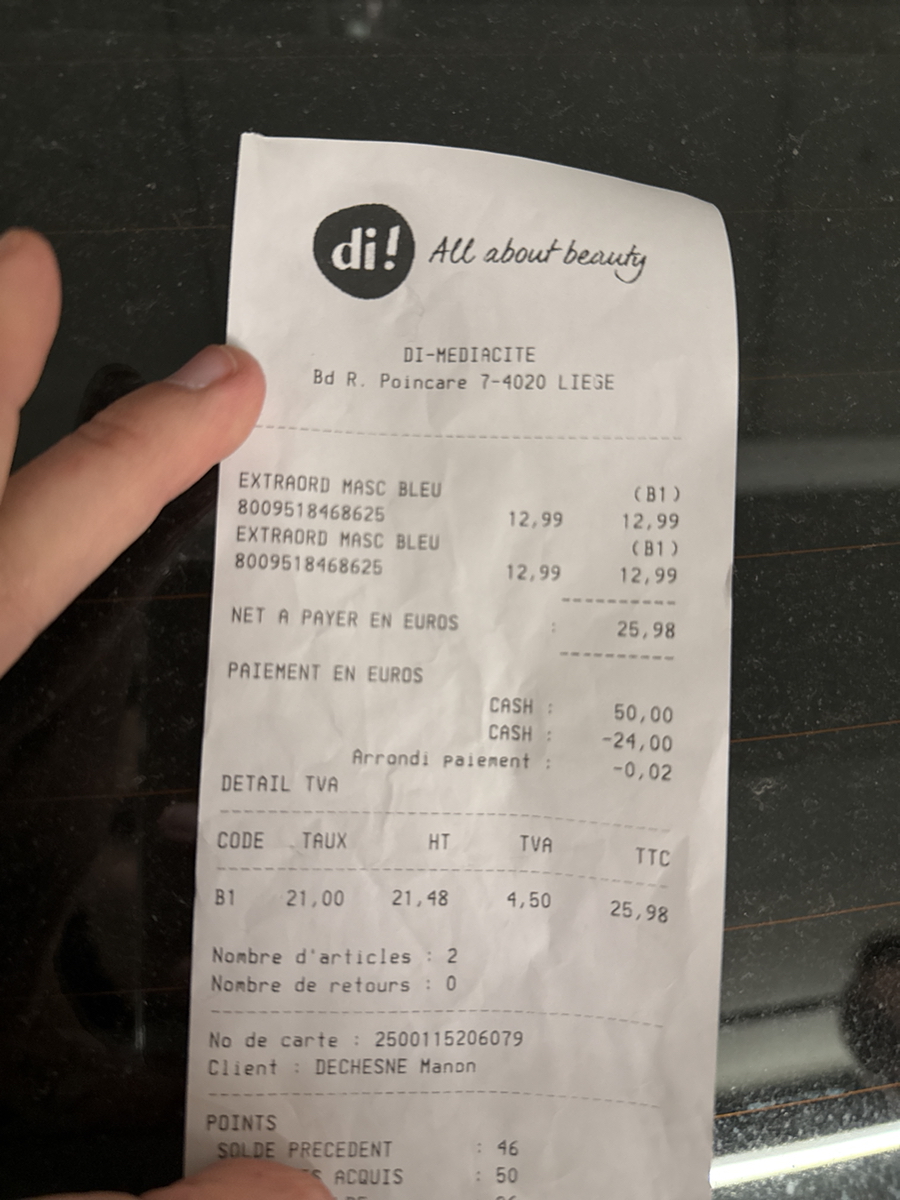 di! All about beauty
DI-MEDIACITE
Bd R. Poincare 7-4020 LIEGE
EXTRAORD MASC BLEU (B1)
8009518468625 12,99 12,99
EXTRAORD MASC BLEU (B1)
8009518468625 12,99 12,99
NET A PAYER EN EUROS : 25,98
PAIEMENT EN EUROS
CASH : 50,00
CASH : -24,00
Arrondi paiement : -0,02
DETAIL TVA
CODE TAUX HT TVA TTC
B1 21,00 21,48 4,50 25,98
Nombre d'articles : 2
Nombre de retours : 0
No de carte : 2500115206079
Client : DECHESNE Manon
POINTS
SOLDE PRECEDENT : 46
ACQUIS : 50